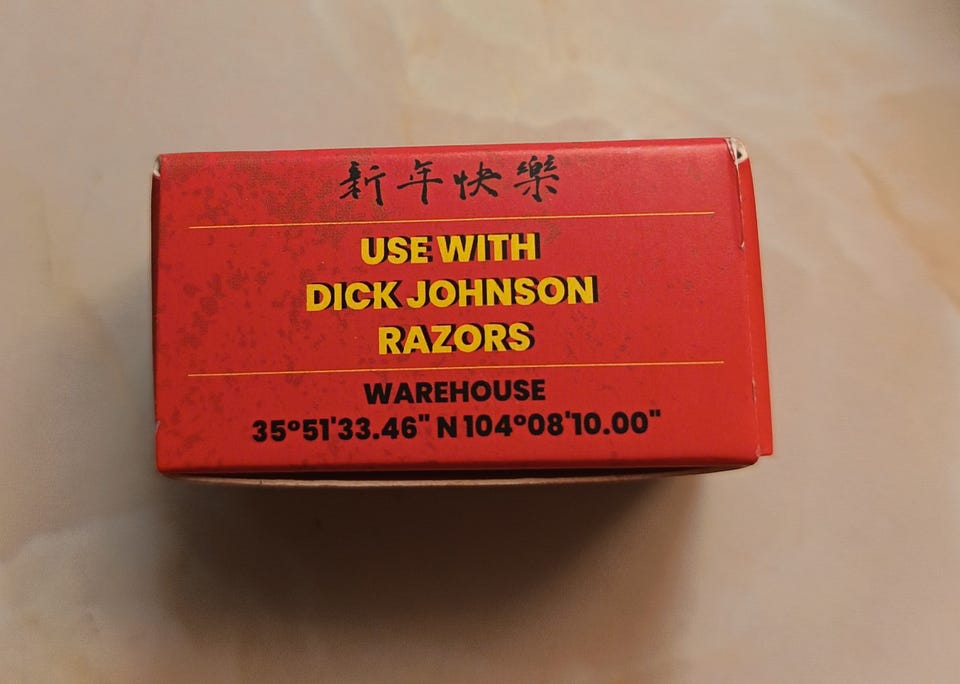 新年快樂
USE WITH
DICK JOHNSON
RAZORS
WAREHOUSE
35°51'33.46" N 104°08'10.00"